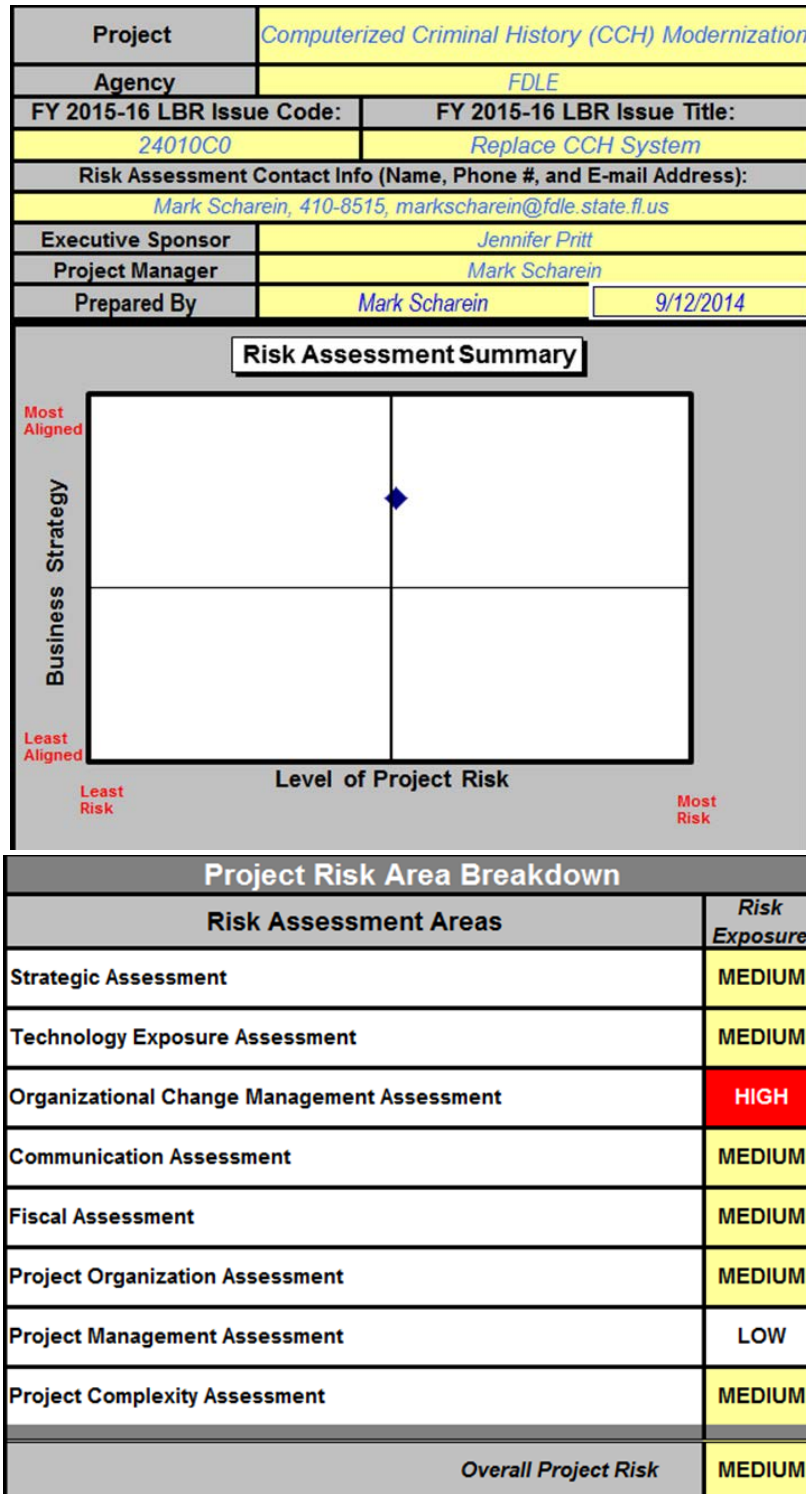 Project Computerized Criminal History (CCH) Modernization
Agency FDLE
FY 2015-16 LBR Issue Code: FY 2015-16 LBR Issue Title:
24010C0 Replace CCH System
Risk Assessment Contact Info (Name, Phone #, and E-mail Address):
Mark Scharein, 410-8515, markscharein@fdle.state.fl.us
Executive Sponsor Jennifer Pritt
Project Manager Mark Scharein
Prepared By Mark Scharein 9/12/2014
Risk Assessment Summary
Most
Aligned
Business Strategy
Least
Aligned
Level of Project Risk
Least
Risk
Most
Risk
Project Risk Area Breakdown
Risk Assessment Areas Risk
Exposure
Strategic Assessment MEDIUM
Technology Exposure Assessment MEDIUM
Organizational Change Management Assessment HIGH
Communication Assessment MEDIUM
Fiscal Assessment MEDIUM
Project Organization Assessment MEDIUM
Project Management Assessment LOW
Project Complexity Assessment MEDIUM
Overall Project Risk MEDIUM